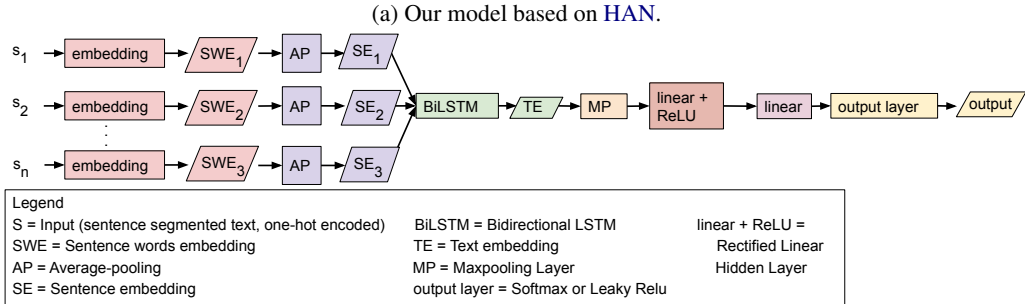 (a) Our model based on HAN.
s1 embedding SWE1 AP SE1
s2 embedding SWE2 AP SE2 BiLSTM TE MP linear + ReLU linear output layer output
sn embedding SWE3 AP SE3
Legend
S = Input (sentence segmented text, one-hot encoded) BiLSTM = Bidirectional LSTM linear + ReLU =
SWE = Sentence words embedding TE = Text embedding Rectified Linear
AP = Average-pooling MP = Maxpooling Layer Hidden Layer
SE = Sentence embedding output layer = Softmax or Leaky Relu